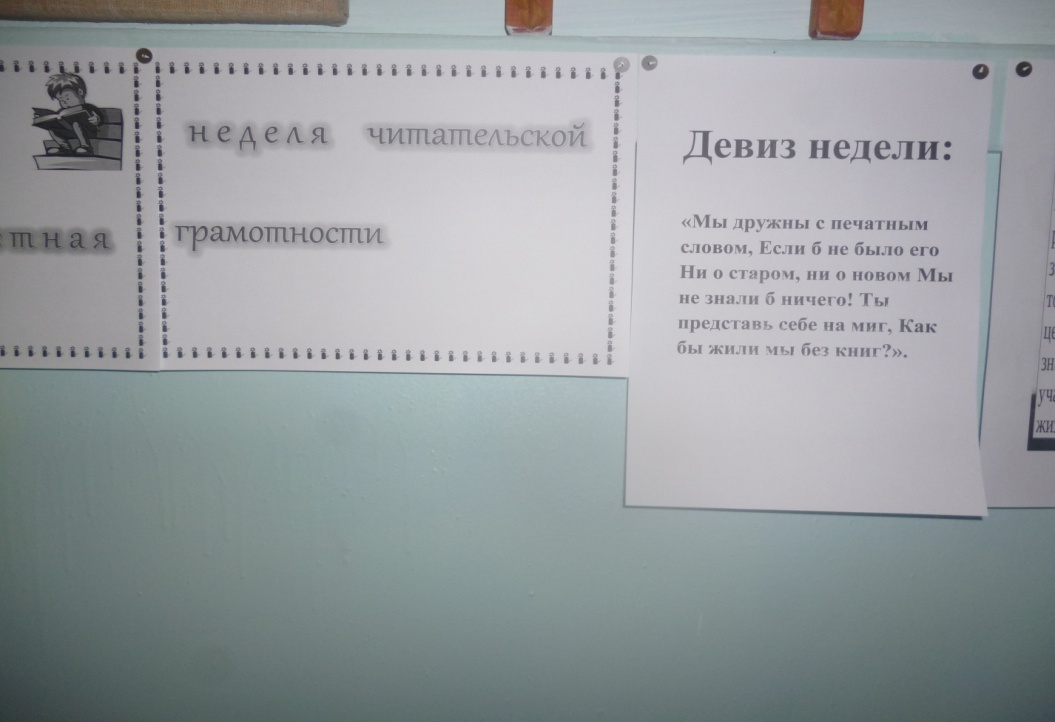 неделя читательской
грамотности
Девиз недели:
«Мы дружны с печатным
словом, Если б не было его
Ни о старом, ни о новом Мы
не знали б ничего! Ты
представь себе на миг, Как
бы жили мы без книг?».